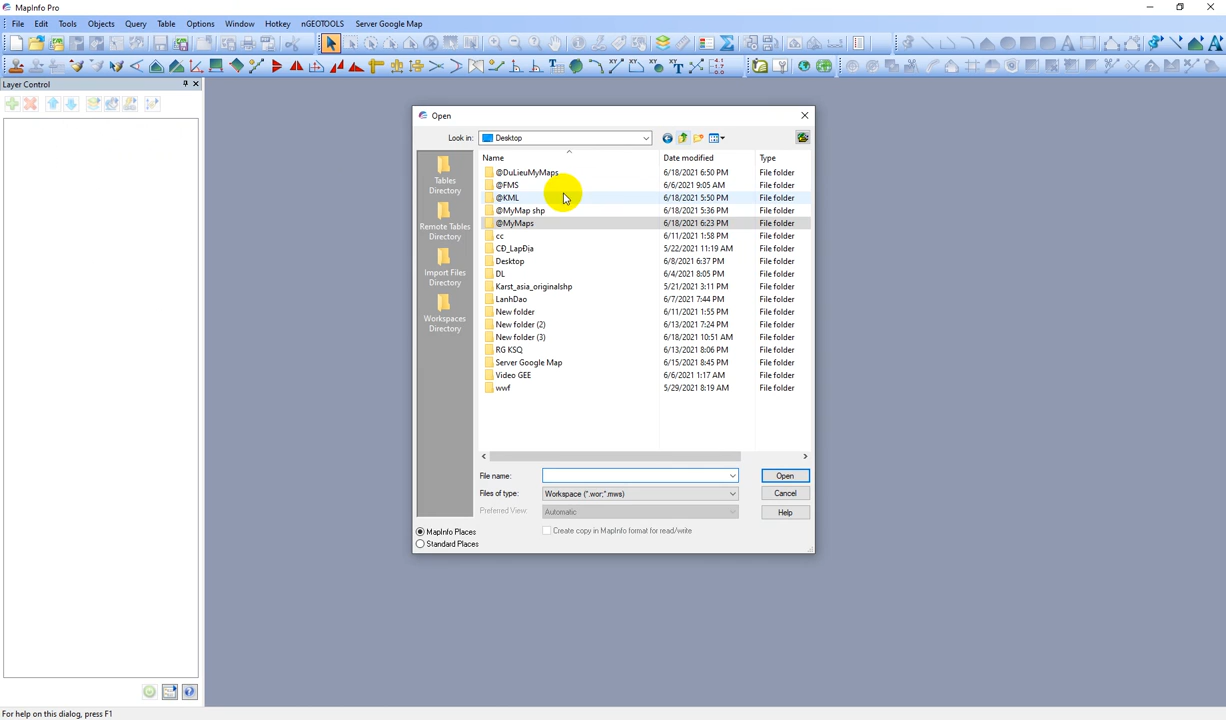 MapInfo Pro
File Edit Tools Objects Query Table Options Window Hotkey nGEOTOOLS Server Google Map
Layer Control
Open
Look in: Desktop
Name Date modified Type
@DuLieuMyMaps 6/18/2021 6:50 PM File folder
@FMS 6/6/2021 9:05 AM File folder
@KML 6/18/2021 5:50 PM File folder
@MyMap shp 6/18/2021 5:36 PM File folder
@MyMaps 6/18/2021 6:23 PM File folder
cc 6/11/2021 1:58 PM File folder
CĐ_LapĐia 5/22/2021 11:19 AM File folder
Desktop 6/8/2021 6:37 PM File folder
DL 6/4/2021 8:05 PM File folder
Karst_asia_originalshp 5/21/2021 3:11 PM File folder
LanhDao 6/7/2021 7:44 PM File folder
New folder 6/11/2021 1:55 PM File folder
New folder (2) 6/13/2021 7:24 PM File folder
New folder (3) 6/18/2021 10:51 AM File folder
RG KSQ 6/13/2021 8:06 PM File folder
Server Google Map 6/15/2021 8:45 PM File folder
Video GEE 6/6/2021 1:17 AM File folder
wwf 5/29/2021 8:19 AM File folder
Tables
Directory
Remote Tables
Directory
Import Files
Directory
Workspaces
Directory
File name: Open
Files of type: Workspace (*.wor;*.mws) Cancel
Preferred View: Automatic Help
MapInfo Places Create copy in MapInfo format for read/write
Standard Places
For help on this dialog, press F1